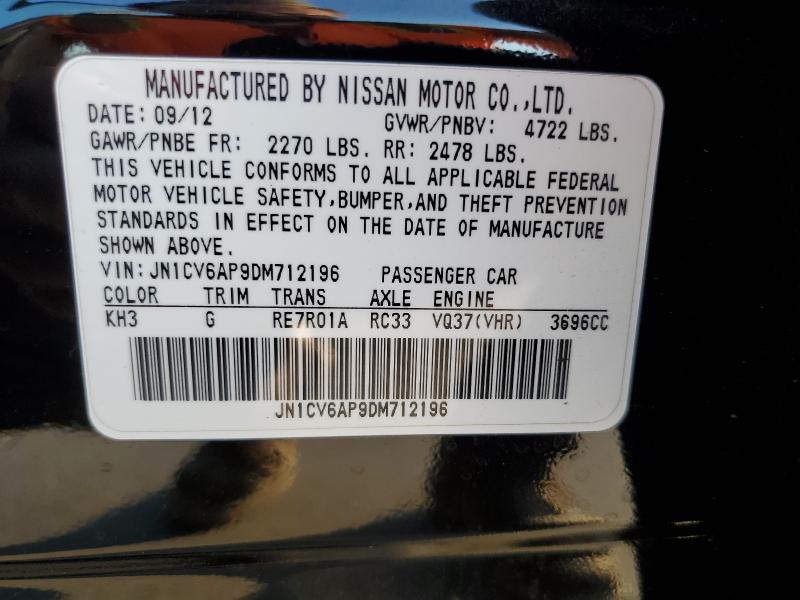 MANUFACTURED BY NISSAN MOTOR CO.,LTD.
DATE: 09/12 GVWR/PNBV: 4722 LBS.
GAWR/PNBE FR: 2270 LBS. RR: 2478 LBS.
THIS VEHICLE CONFORMS TO ALL APPLICABLE FEDERAL
MOTOR VEHICLE SAFETY,BUMPER,AND THEFT PREVENTION
STANDARDS IN EFFECT ON THE DATE OF MANUFACTURE
SHOWN ABOVE.
VIN:JN1CV6AP9DM712196 PASSENGER CAR
COLOR TRIM TRANS AXLE ENGINE
KH3 G RE7R01A RC33 VQ37(VHR) 3696CC
JN1CV6AP9DM712196